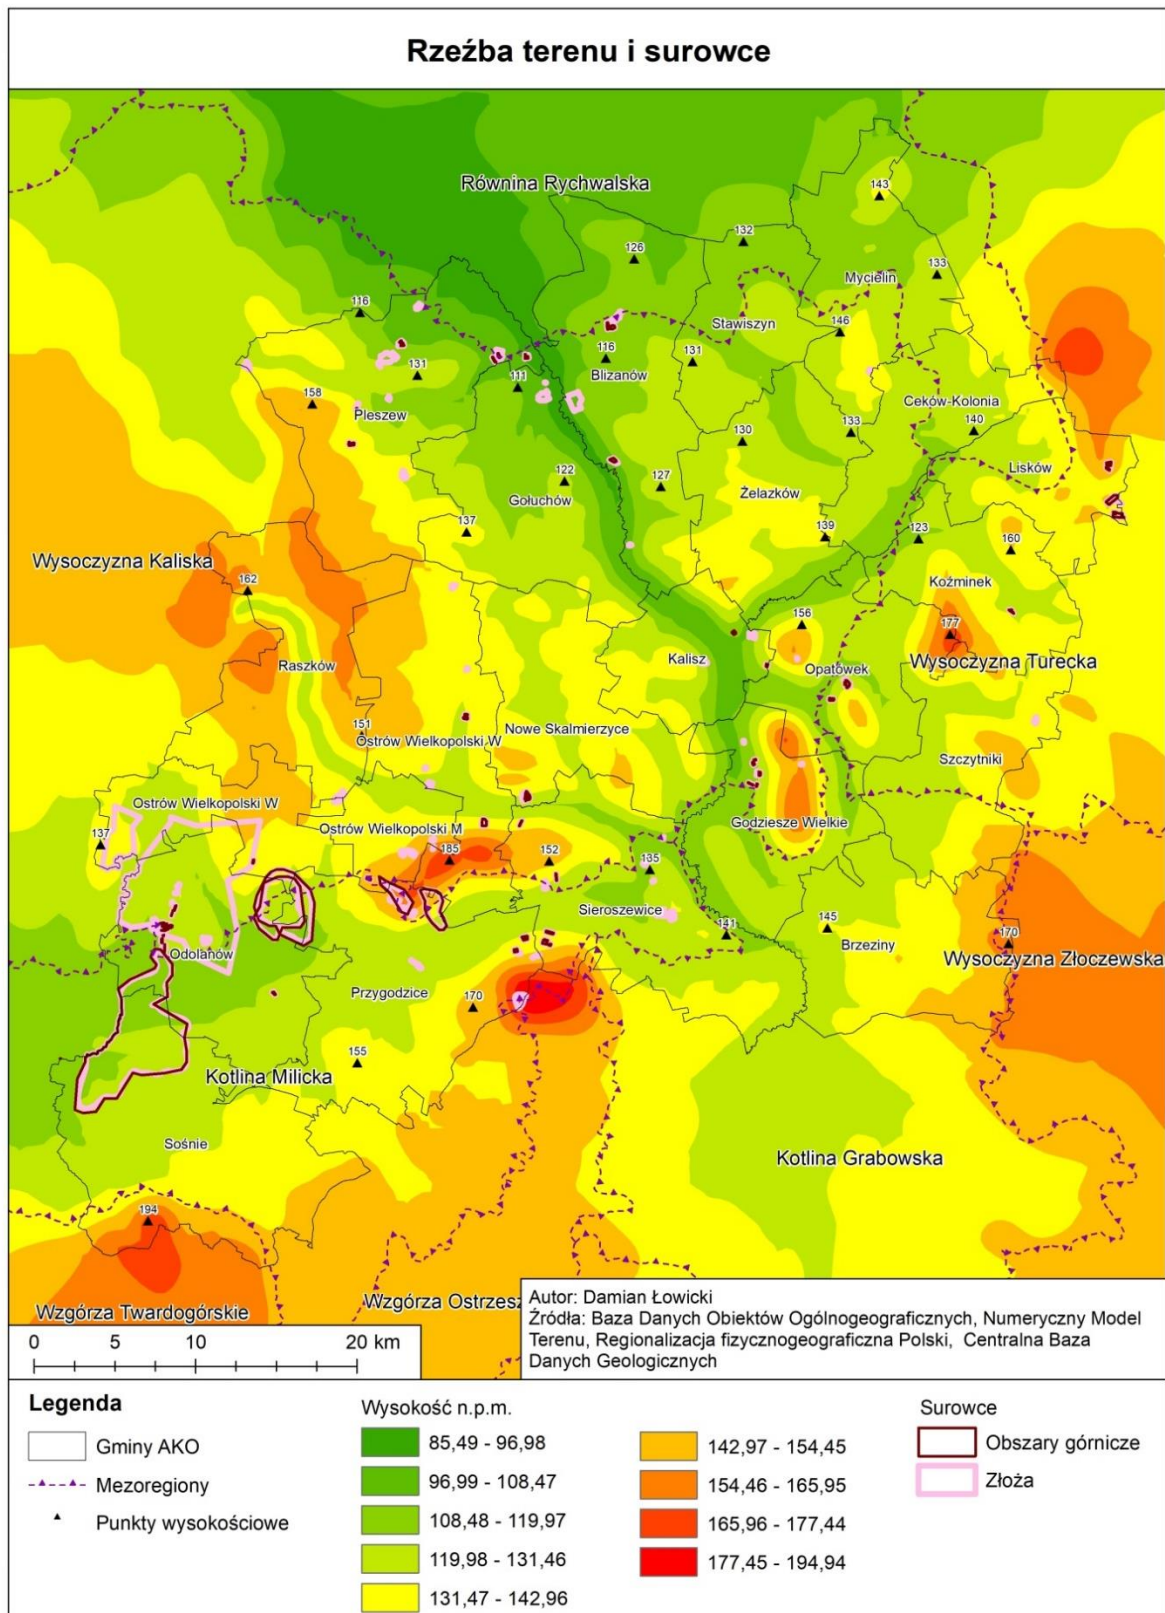 Rzeźba terenu i surowce
Równina Rychwalska
143
132
126
133
Mycielin
116
Stawiszyn
146
116
131
131
Blizanów
111
158
Pleszew
Ceków-Kolonia
140
133
130
Lisków
122
127
Żelazków
Gołuchów
137
139
123
160
Wysoczyzna Kaliska
162
Koźminek
156
177
Kalisz
Opatówek
Wysoczyzna Turecka
Raszków
151
Nowe Skalmierzyce
Ostrów Wielkopolski W
Szczytniki
Ostrów Wielkopolski W
Ostrów Wielkopolski M
Godziesze Wielkie
137
185
152
135
Sieroszewice
145
141
Brzeziny
170
Odolanów
Wysoczyzna Złoczewska
Przygodzice
170
155
Kotlina Milicka
Sośnie
Kotlina Grabowska
194
Wzgórza Twardogórskie
Wzgórza Ostrzesz
Autor: Damian Łowicki
Źródła: Baza Danych Obiektów Ogólnogeograficznych, Numeryczny Model
Terenu, Regionalizacja fizycznogeograficzna Polski, Centralna Baza
Danych Geologicznych
0 5 10 20 km
Legenda
Gminy AKO
Mezoregiony
Punkty wysokościowe
Wysokość n.p.m.
85,49 - 96,98
96,99 - 108,47
108,48 - 119,97
119,98 - 131,46
131,47 - 142,96
142,97 - 154,45
154,46 - 165,95
165,96 - 177,44
177,45 - 194,94
Surowce
Obszary górnicze
Złoża